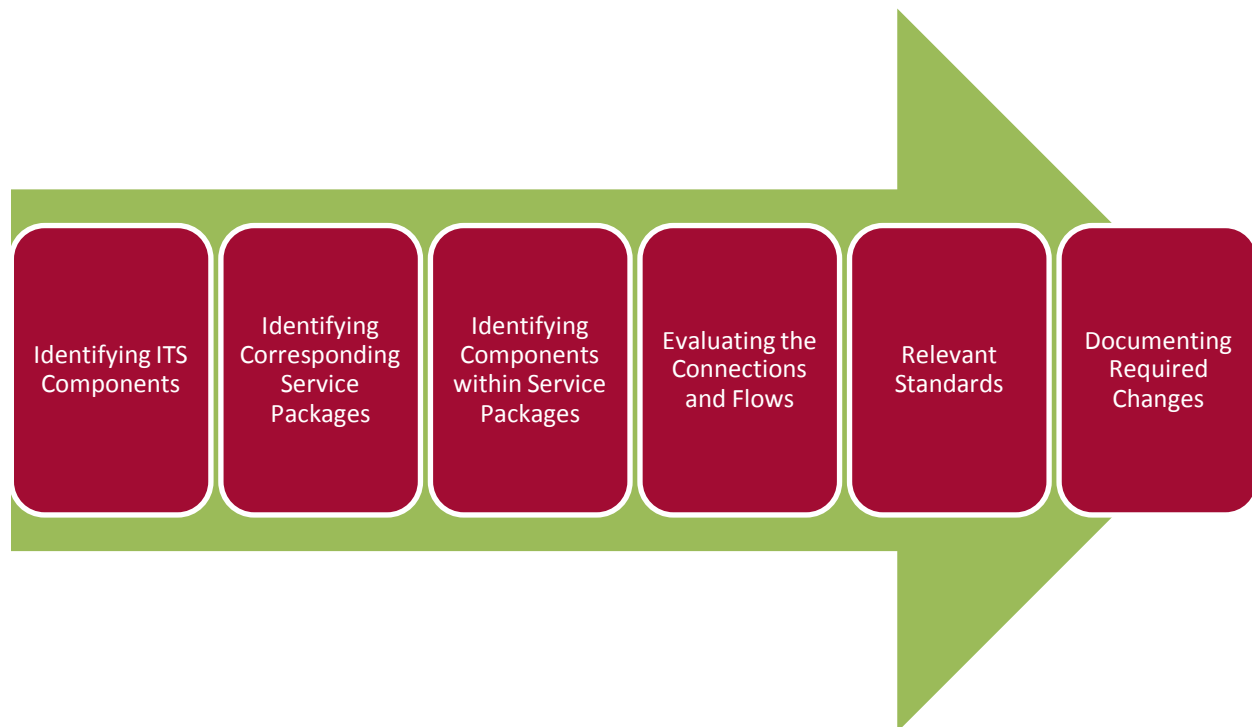 Identifying ITS
Components
Identifying
Corresponding
Service
Packages
Identifying
Components
within Service
Packages
Evaluating the
Connections
and Flows
Relevant
Standards
Documenting
Required
Changes